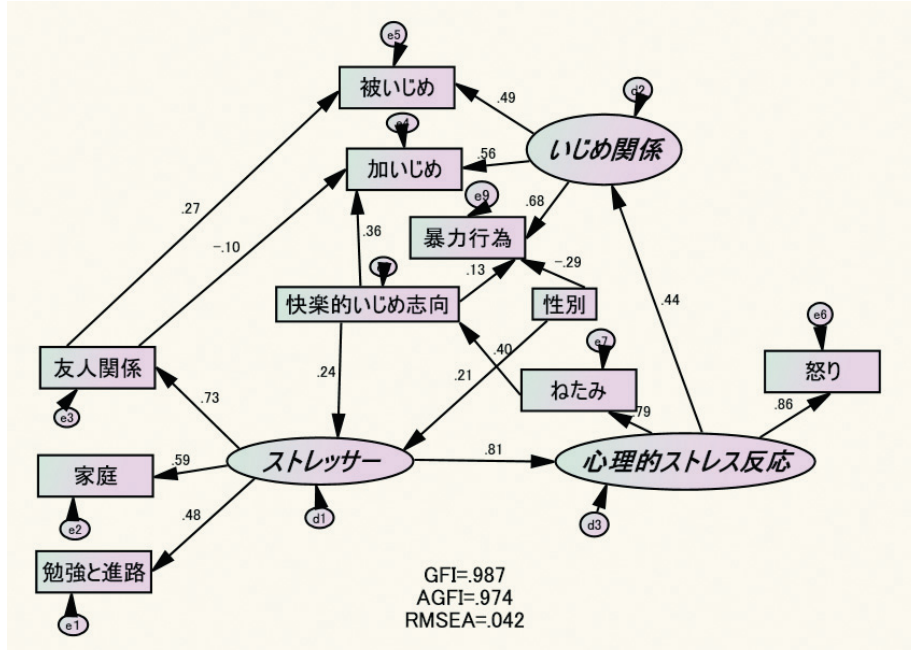 e5
被いじめ
.49
d2
e4
いじめ関係
加いじめ
.56
e9
.27
.68
-.10
.36
暴力行為
-.29
.13
快楽的いじめ志向
性別
.44
e6
.40
e7
友人関係
.24
.21
ねたみ
怒り
e3
.73
.79
.86
ストレッサー
.81
心理的ストレス反応
家庭
.59
e2
.48
d1
d3
勉強と進路
e1
GFI=.987
AGFI=.974
RMSEA=.042